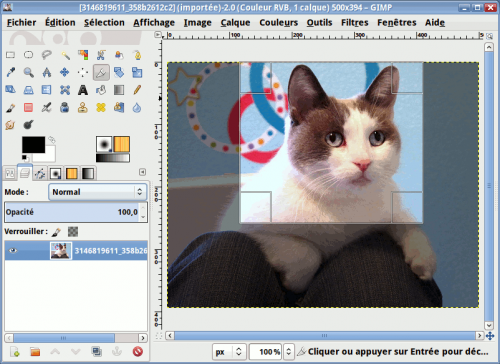 [3146819611_358b2612c2] (importée)-2.0 (Couleur RVB, 1 calque) 500x394 – GIMP
Fichier Édition Sélection Affichage Image Calque Couleurs Outils Filtres Fenêtres Aide
Mode : Normal
Opacité 100,0
Verrouiller :
3146819611_358b26
px 100 % Cliquer ou appuyer sur Entrée pour déc...